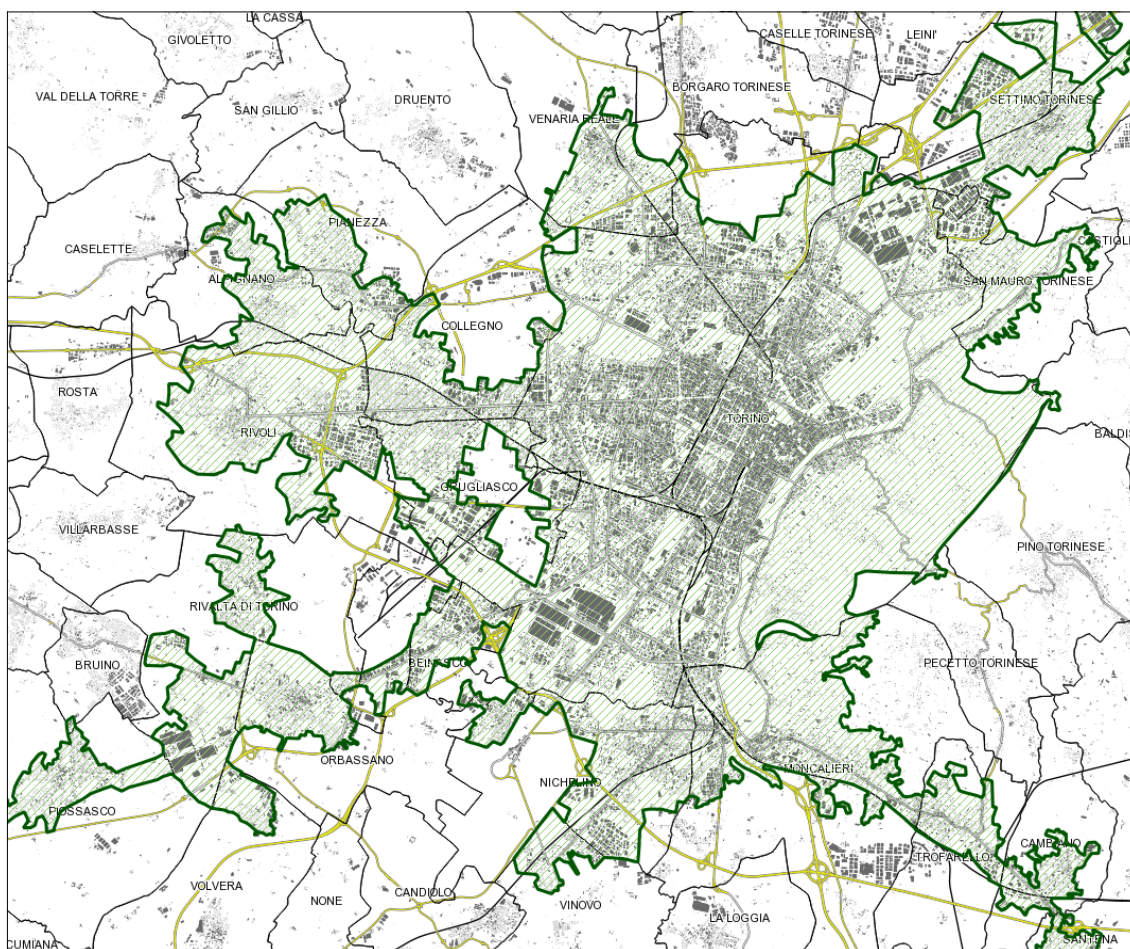 LA CASSA
GIVOLETTO
CASELLE TORINESE
LEINI'
VAL DELLA TORRE
SAN GILLIO
DRUENTO
BORGARO TORINESE
SETTIMO TORINESE
VENARIA REALE
PIANEZZA
CASELETTE
CASTIGLI
ALPIGNANO
SAN MAURO TORINESE
COLLEGNO
ROSTA
TORINO
RIVOLI
BALDIS
GRUGLIASCO
VILLARBASSE
PINO TORINESE
RIVALTA DI TORINO
BRUINO
BEINASCO
PECETTO TORINESE
ORBASSANO
MONCALIERI
NICHELINO
PIOSSASCO
CAMBIANO
TROFARELLO
VOLVERA
CANDIOLO
NONE
VINOVO
LA LOGGIA
CUMIANA
SANTENA